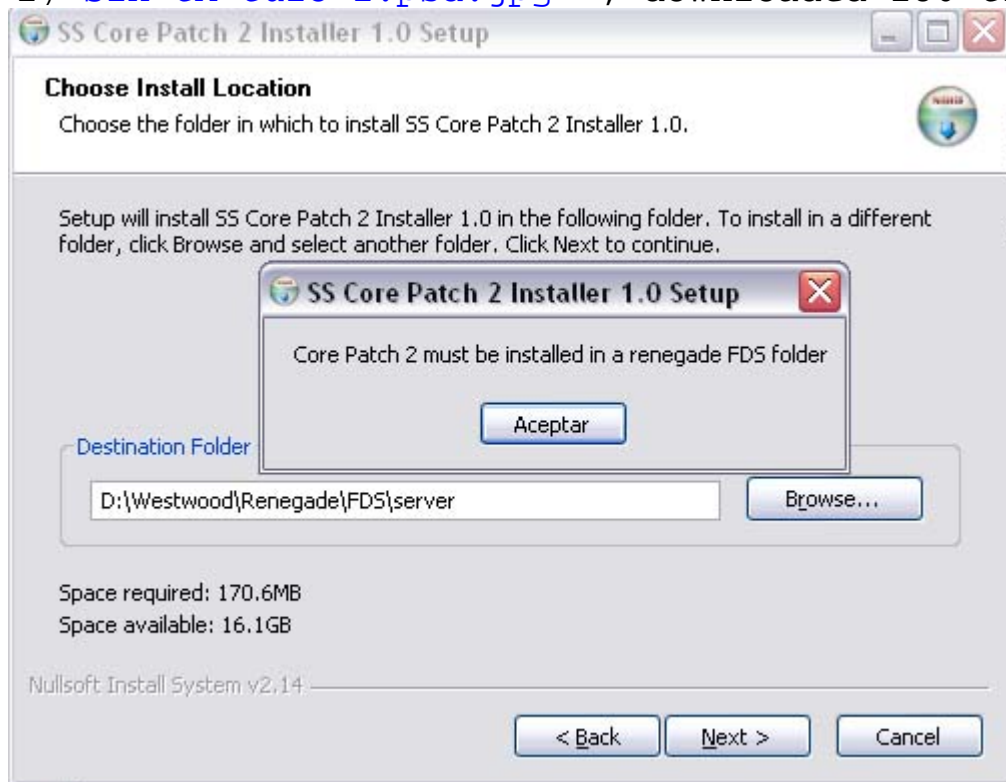 SS Core Patch 2 Installer 1.0 Setup
Choose Install Location
Choose the folder in which to install SS Core Patch 2 Installer 1.0.
Setup will install SS Core Patch 2 Installer 1.0 in the following folder. To install in a different
folder, click Browse and select another folder. Click Next to continue.
SS Core Patch 2 Installer 1.0 Setup
Core Patch 2 must be installed in a renegade FDS folder
Aceptar
Destination Folder
D:\Westwood\Renegade\FDS\server
Browse...
Space required: 170.6MB
Space available: 16.1GB
Nullsoft Install System v2.14
< Back
Next >
Cancel